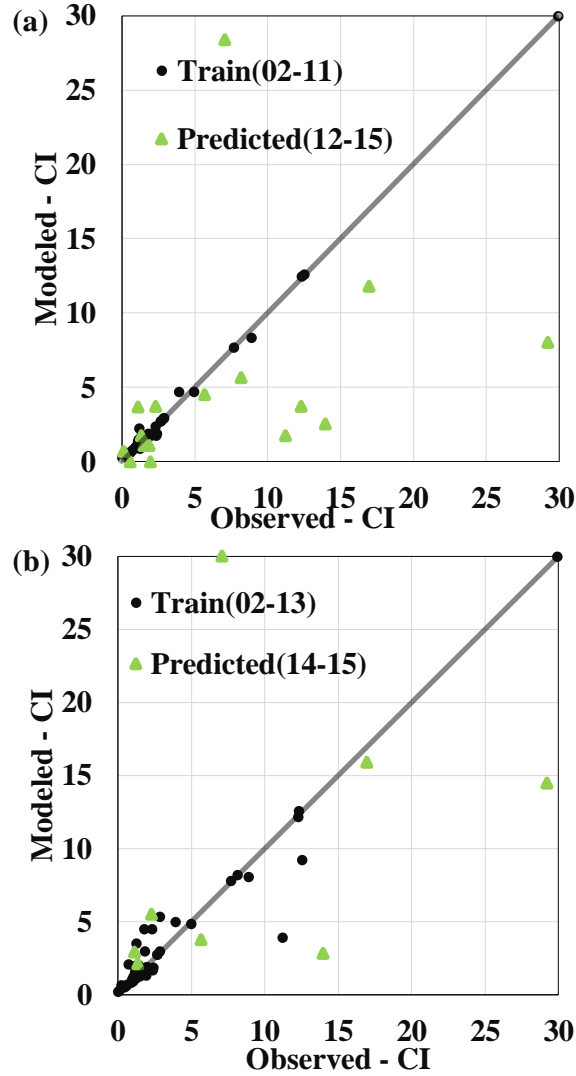 (a)
30
25
20
15
10
5
0
Modeled - CI
Train(02-11)
Predicted(12-15)
0 5 10 15 20 25 30
Observed - CI
(b)
30
25
20
15
10
5
0
Modeled - CI
Train(02-13)
Predicted(14-15)
0 5 10 15 20 25 30
Observed - CI